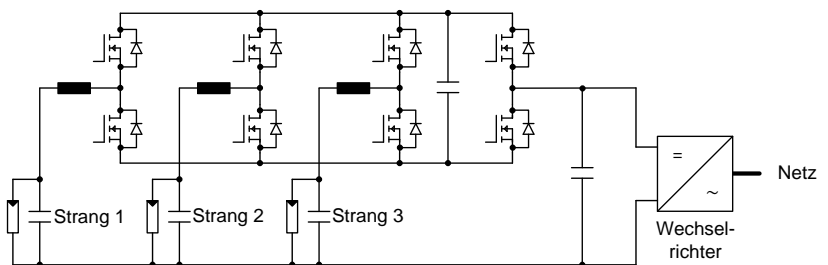 Strang 1
Strang 2
Strang 3
=
~
Netz
Wechsel-
richter